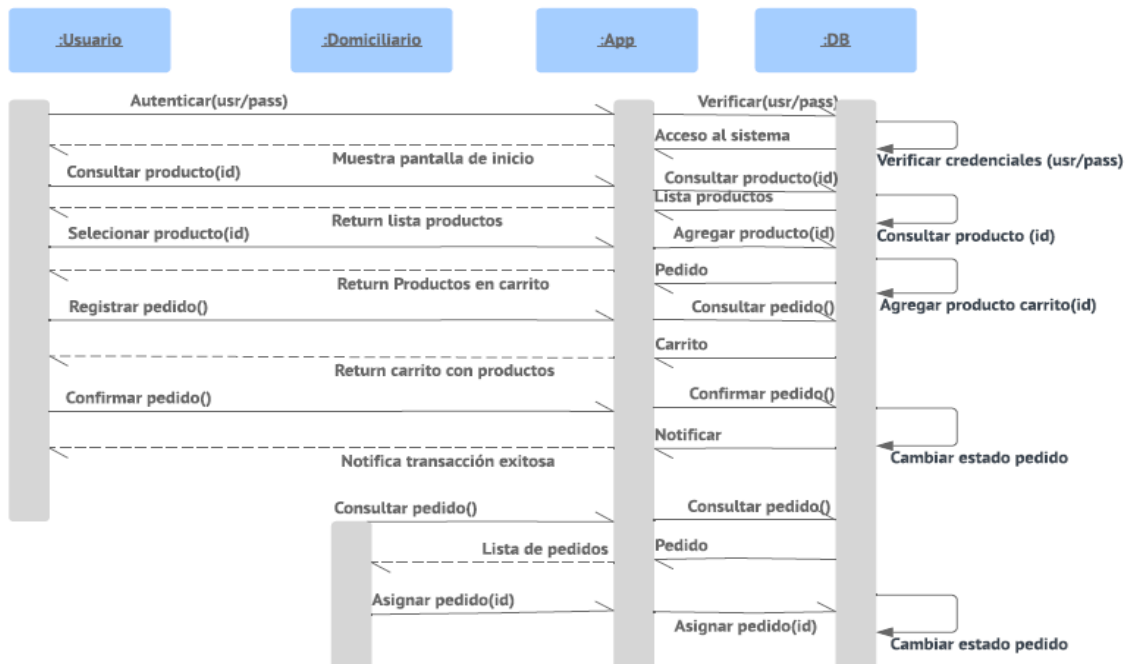 :Usuario
:Domiciliario
:App
:DB
Autenticar(usr/pass)
Verificar(usr/pass)
Acceso al sistema
Muestra pantalla de inicio
Verificar credenciales (usr/pass)
Consultar producto(id)
Consultar producto(id)
Lista productos
Return lista productos
Selecionar producto(id)
Agregar producto(id)
Consultar producto (id)
Pedido
Return Productos en carrito
Registrar pedido()
Consultar pedido()
Agregar producto carrito(id)
Carrito
Return carrito con productos
Confirmar pedido()
Confirmar pedido()
Notificar
Notifica transacción exitosa
Cambiar estado pedido
Consultar pedido()
Consultar pedido()
Lista de pedidos
Pedido
Asignar pedido(id)
Asignar pedido(id)
Cambiar estado pedido